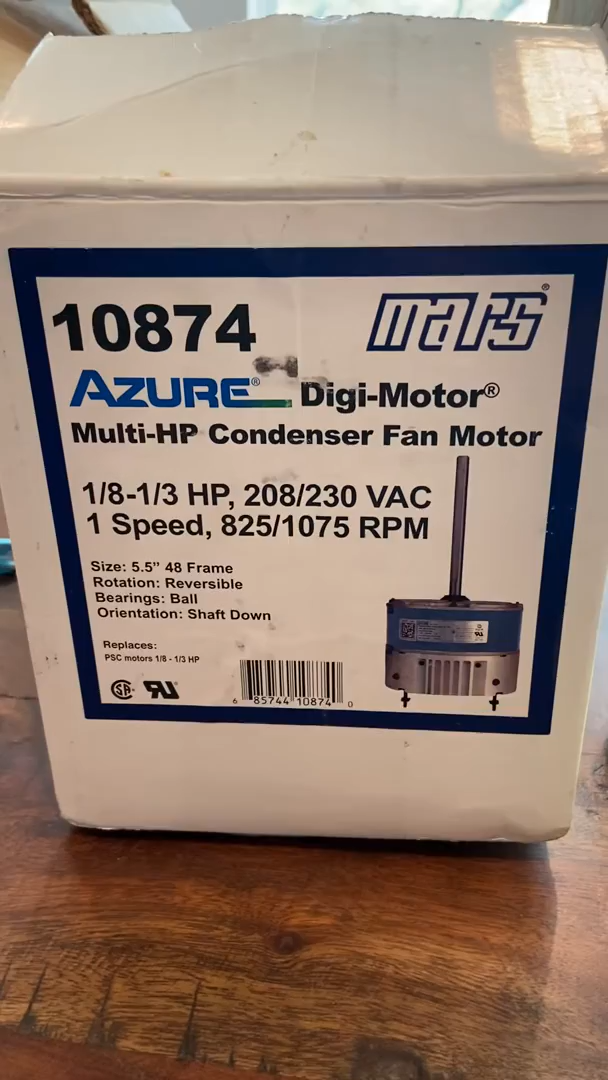 10874
mars®
AZURE® Digi-Motor®
Multi-HP Condenser Fan Motor
1/8-1/3 HP, 208/230 VAC
1 Speed, 825/1075 RPM
Size: 5.5” 48 Frame
Rotation: Reversible
Bearings: Ball
Orientation: Shaft Down
Replaces:
PSC motors 1/8 - 1/3 HP
6 85744 10874 0